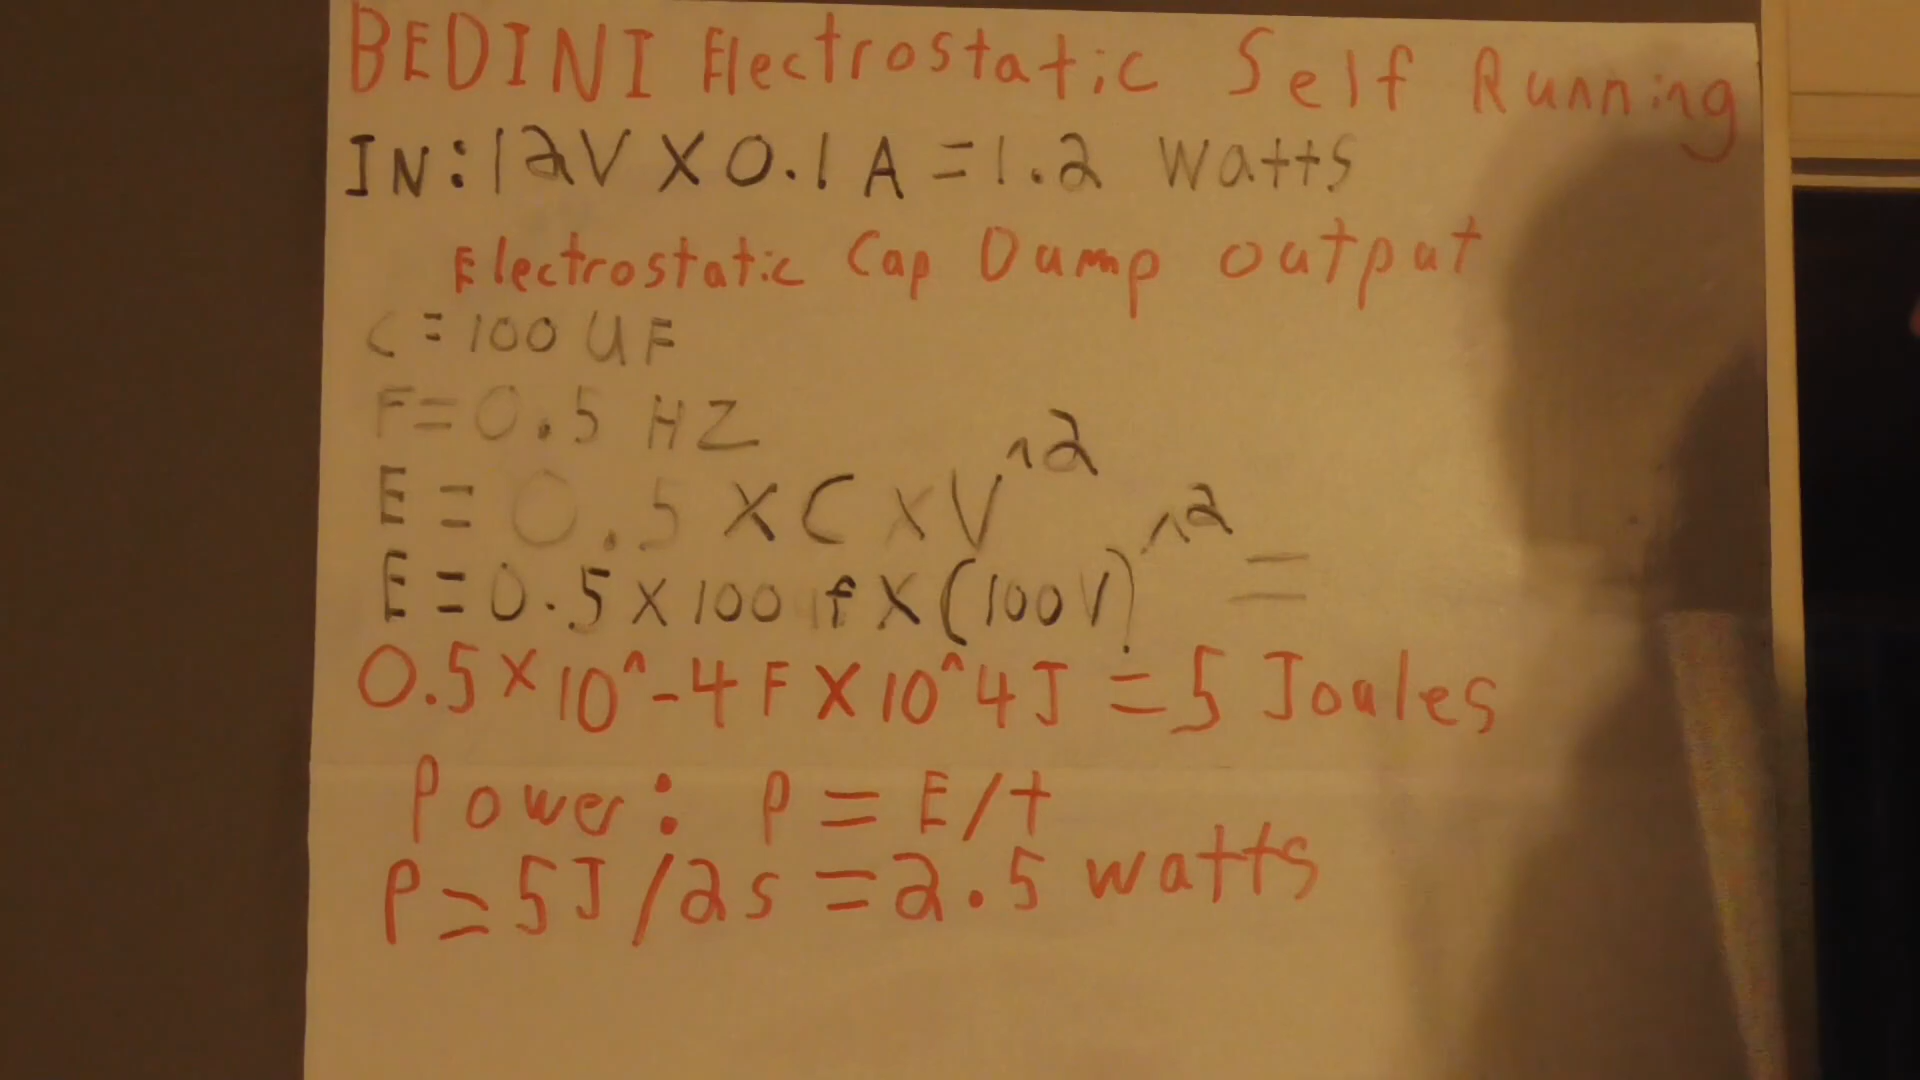 BEDINI Electrostatic Self Running
IN: 12V X 0.1 A = 1.2 Watts
Electrostatic Cap Dump output
C = 100 UF
F = 0.5 HZ
E = 0.5 X C X V^2
E = 0.5 X 100 uf X (100V)^2 =
0.5 X 10^-4 F X 10^4 J = 5 Joules
Power: P = E/t
P = 5J/2s = 2.5 watts